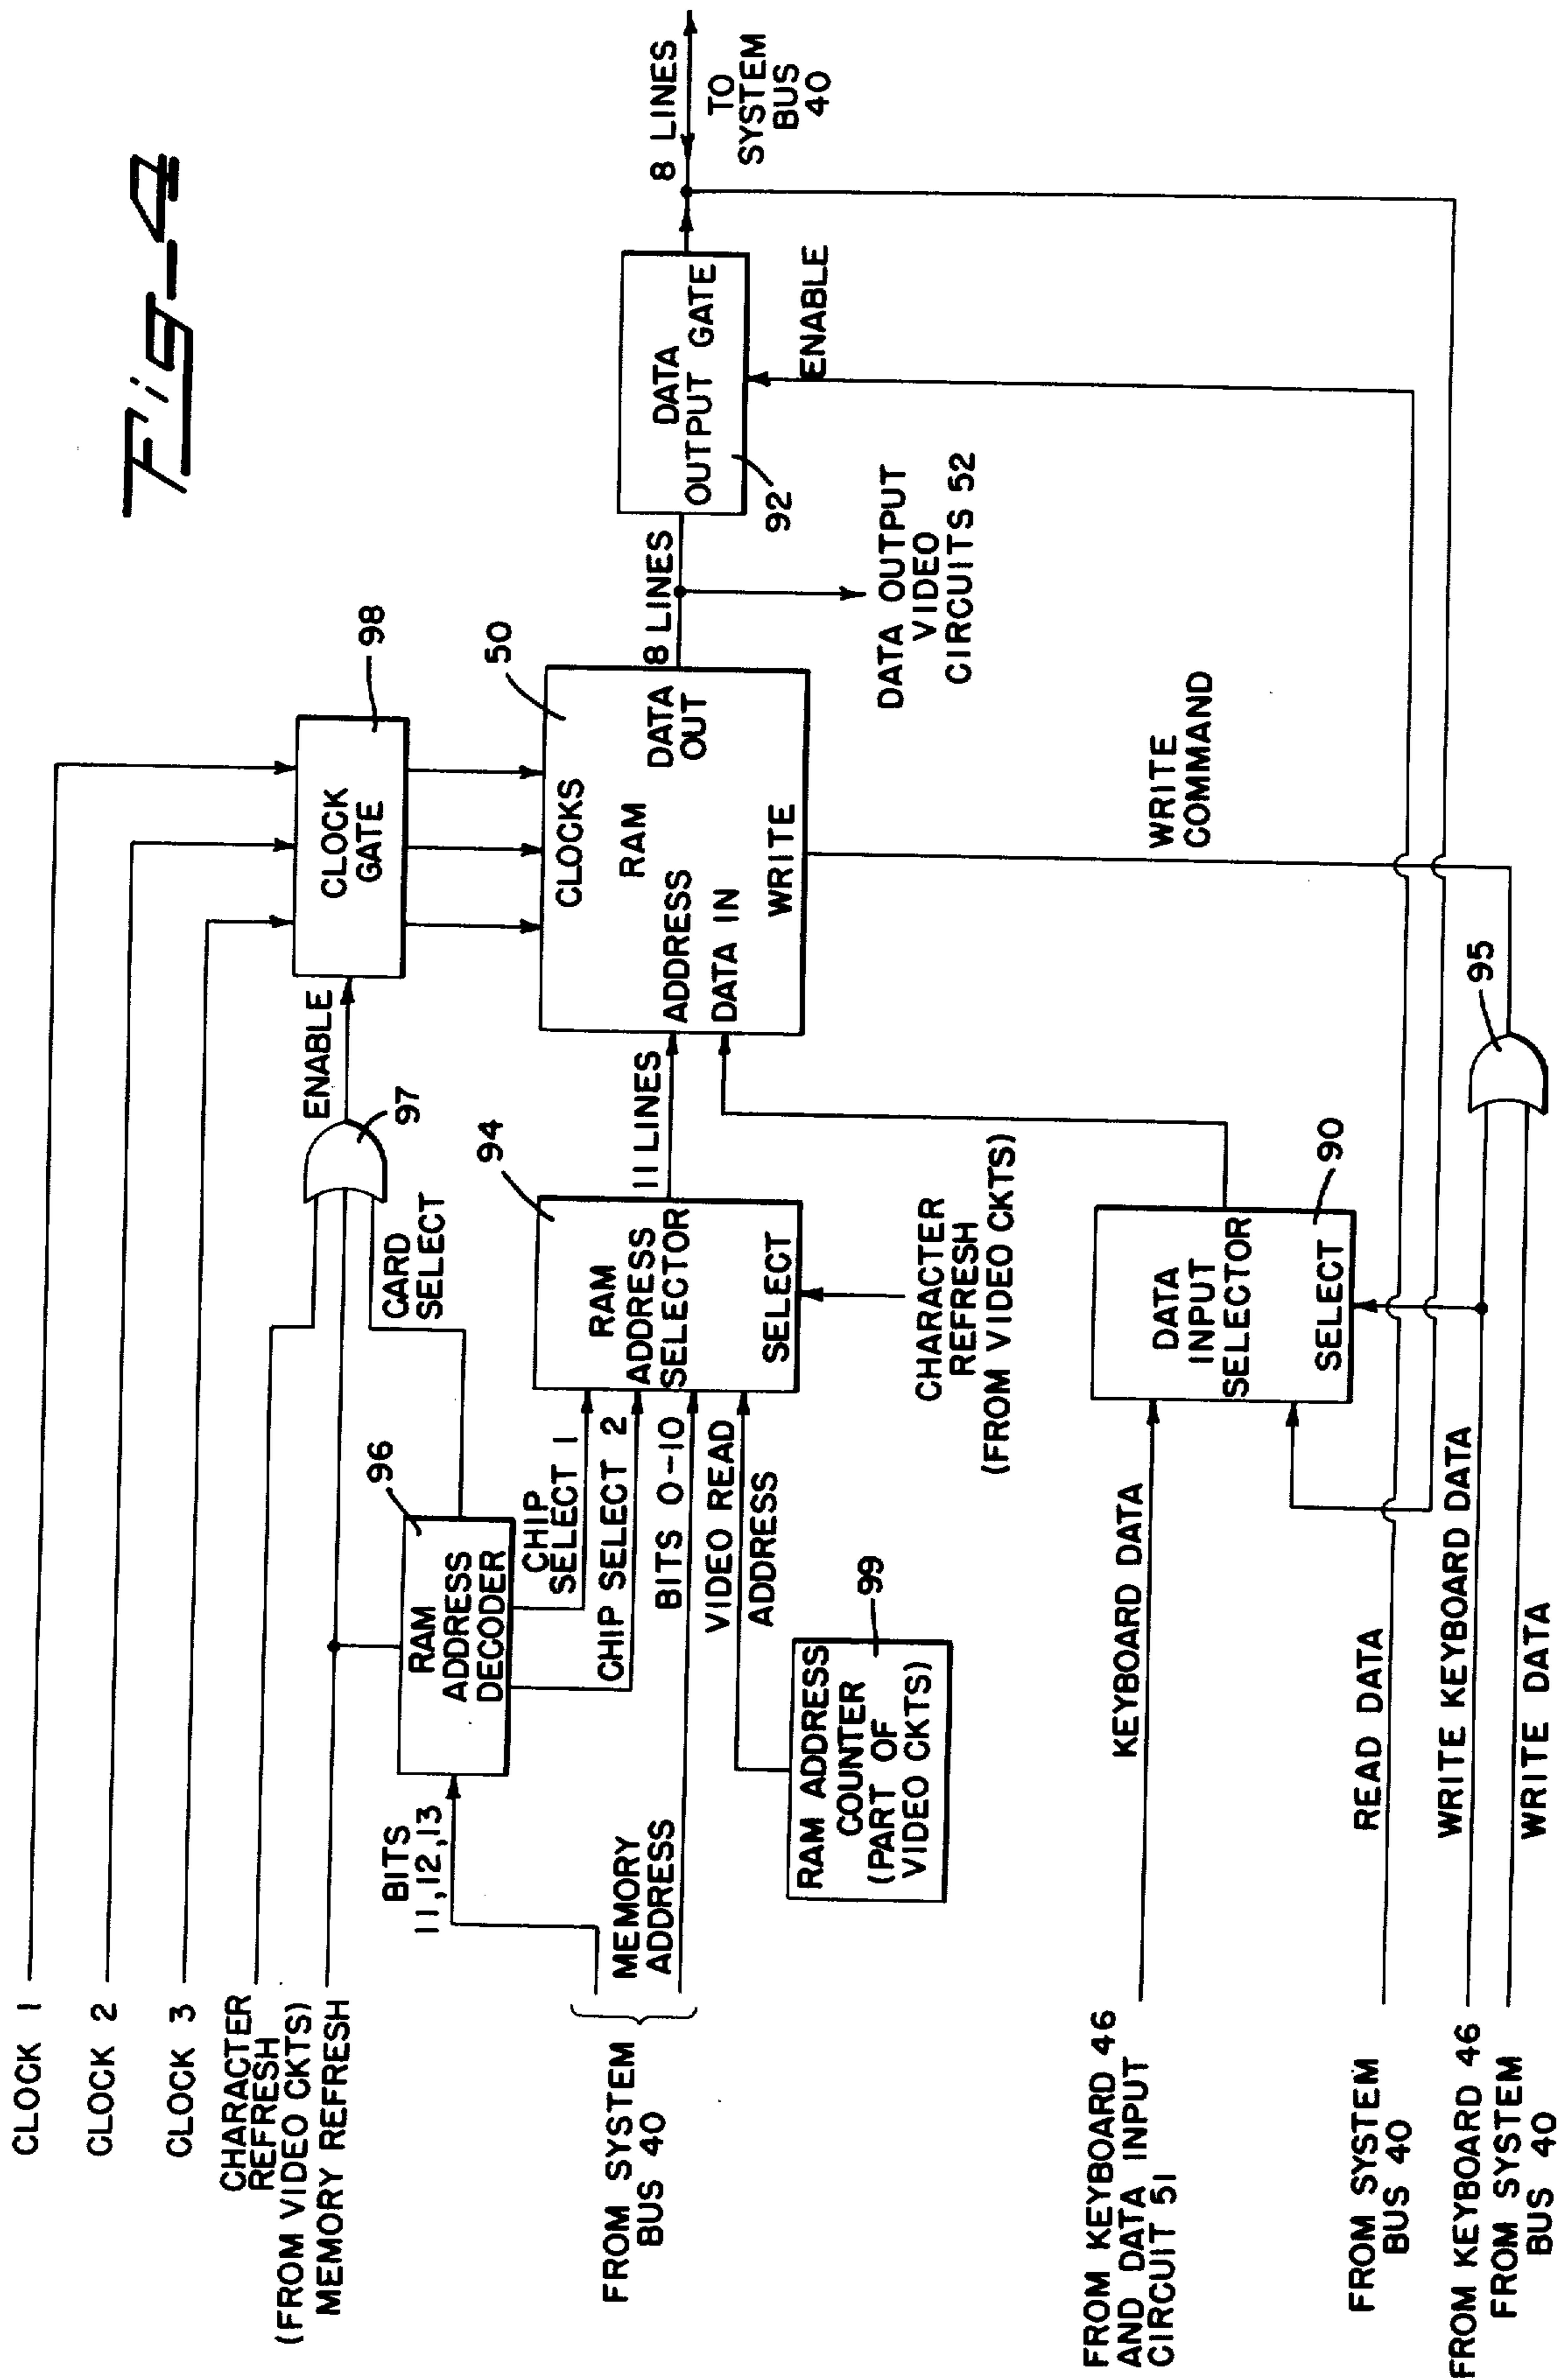 Fig-4
CLOCK 1
CLOCK 2
CLOCK 3
CHARACTER
REFRESH
(FROM VIDEO CKTS)
MEMORY REFRESH
ENABLE
97
CARD
SELECT
CLOCK
GATE
98
BITS
11,12,13
RAM
ADDRESS
DECODER
96
CHIP
SELECT 1
CHIP SELECT 2
BITS 0-10
VIDEO READ
ADDRESS
FROM SYSTEM
BUS 40
MEMORY
ADDRESS
RAM ADDRESS
COUNTER
(PART OF
VIDEO CKTS)
99
RAM
ADDRESS
SELECTOR
SELECT
94
11 LINES
CHARACTER
REFRESH
(FROM VIDEO CKTS)
CLOCKS
RAM
ADDRESS
DATA IN
DATA
OUT
WRITE
50
8 LINES
DATA OUTPUT
VIDEO
CIRCUITS 52
DATA
OUTPUT GATE
92
ENABLE
8 LINES
TO
SYSTEM
BUS
40
FROM KEYBOARD 46
AND DATA INPUT
CIRCUIT 51
KEYBOARD DATA
DATA
INPUT
SELECTOR
SELECT
90
WRITE
COMMAND
95
FROM SYSTEM
BUS 40
READ DATA
FROM KEYBOARD 46
WRITE KEYBOARD DATA
FROM SYSTEM
BUS 40
WRITE DATA